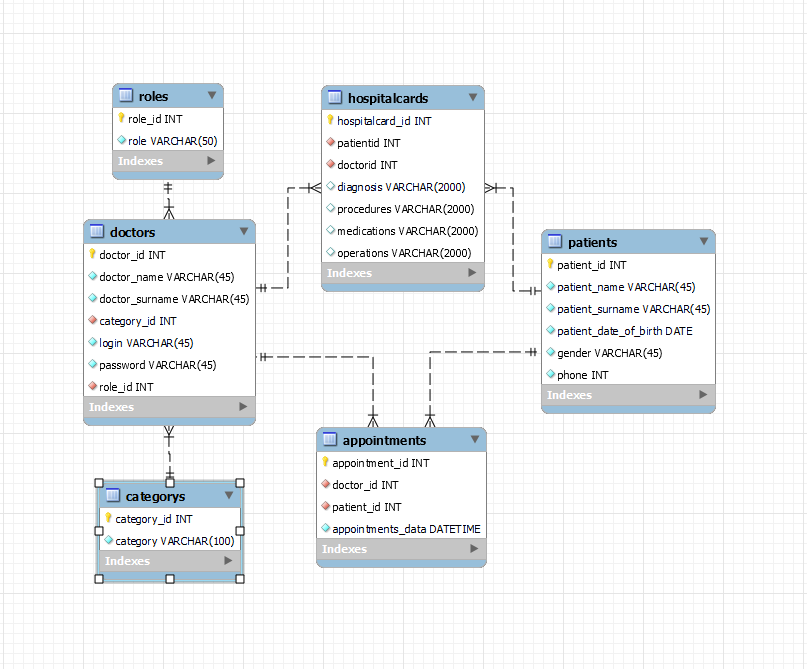 roles
role_id INT
role VARCHAR(50)
Indexes
hospitalcards
hospitalcard_id INT
patientid INT
doctorid INT
diagnosis VARCHAR(2000)
procedures VARCHAR(2000)
medications VARCHAR(2000)
operations VARCHAR(2000)
Indexes
doctors
doctor_id INT
doctor_name VARCHAR(45)
doctor_surname VARCHAR(45)
category_id INT
login VARCHAR(45)
password VARCHAR(45)
role_id INT
Indexes
patients
patient_id INT
patient_name VARCHAR(45)
patient_surname VARCHAR(45)
patient_date_of_birth DATE
gender VARCHAR(45)
phone INT
Indexes
categorys
category_id INT
category VARCHAR(100)
Indexes
appointments
appointment_id INT
doctor_id INT
patient_id INT
appointments_data DATETIME
Indexes